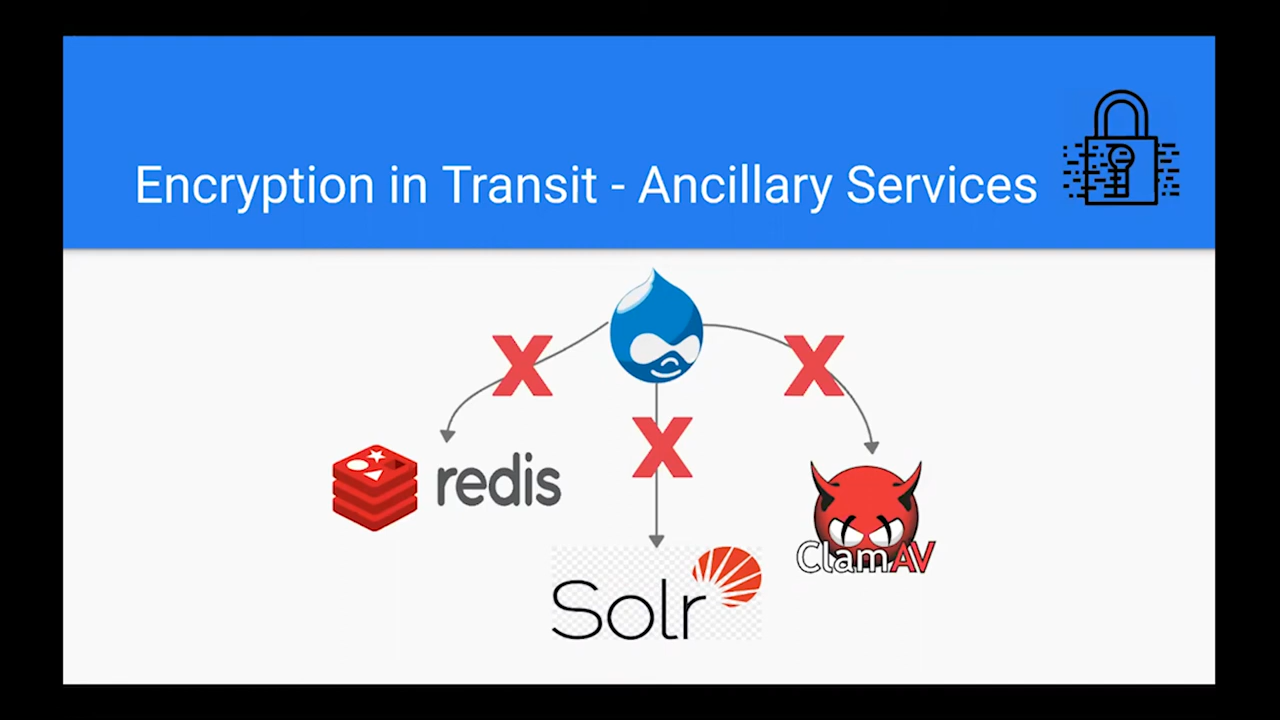 Encryption in Transit - Ancillary Services
X
X
X
redis
ClamAV
Solr